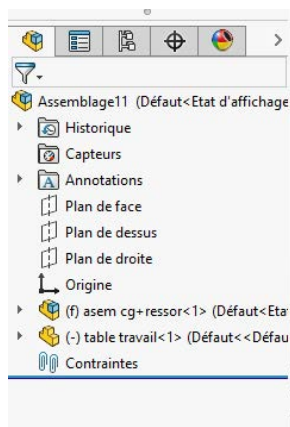 Assemblage11 (Défaut<Etat d'affichage
Historique
Capteurs
A Annotations
Plan de face
Plan de dessus
Plan de droite
Origine
(f) asem cg+ressor<1> (Défaut<Eta
(-) table travail<1> (Défaut<<Défau
Contraintes